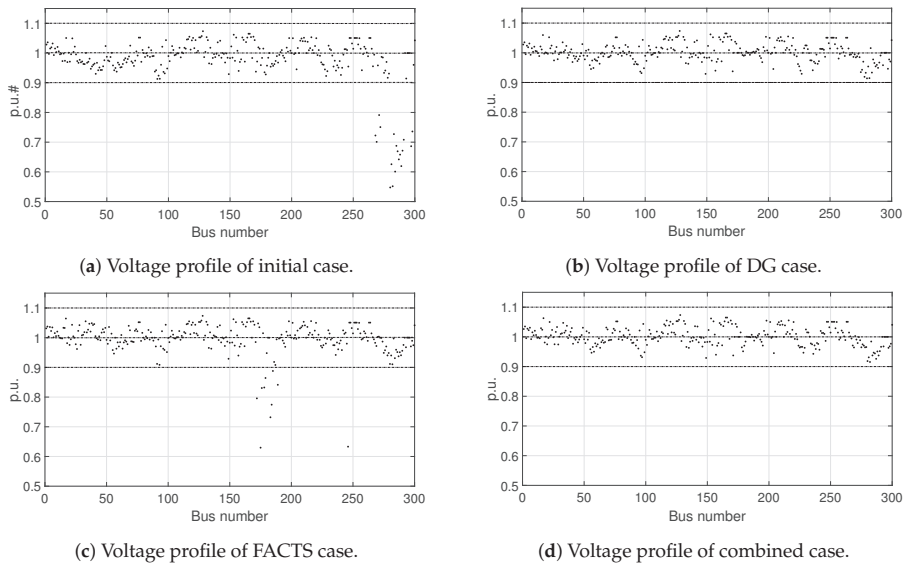 1.1
1
0.9
0.8
0.7
0.6
0.5
p.u.#
0 50 100 150 200 250 300
Bus number
(a) Voltage profile of initial case.
1.1
1
0.9
0.8
0.7
0.6
0.5
p.u.
0 50 100 150 200 250 300
Bus number
(b) Voltage profile of DG case.
1.1
1
0.9
0.8
0.7
0.6
0.5
p.u.
0 50 100 150 200 250 300
Bus number
(c) Voltage profile of FACTS case.
1.1
1
0.9
0.8
0.7
0.6
0.5
p.u.
0 50 100 150 200 250 300
Bus number
(d) Voltage profile of combined case.